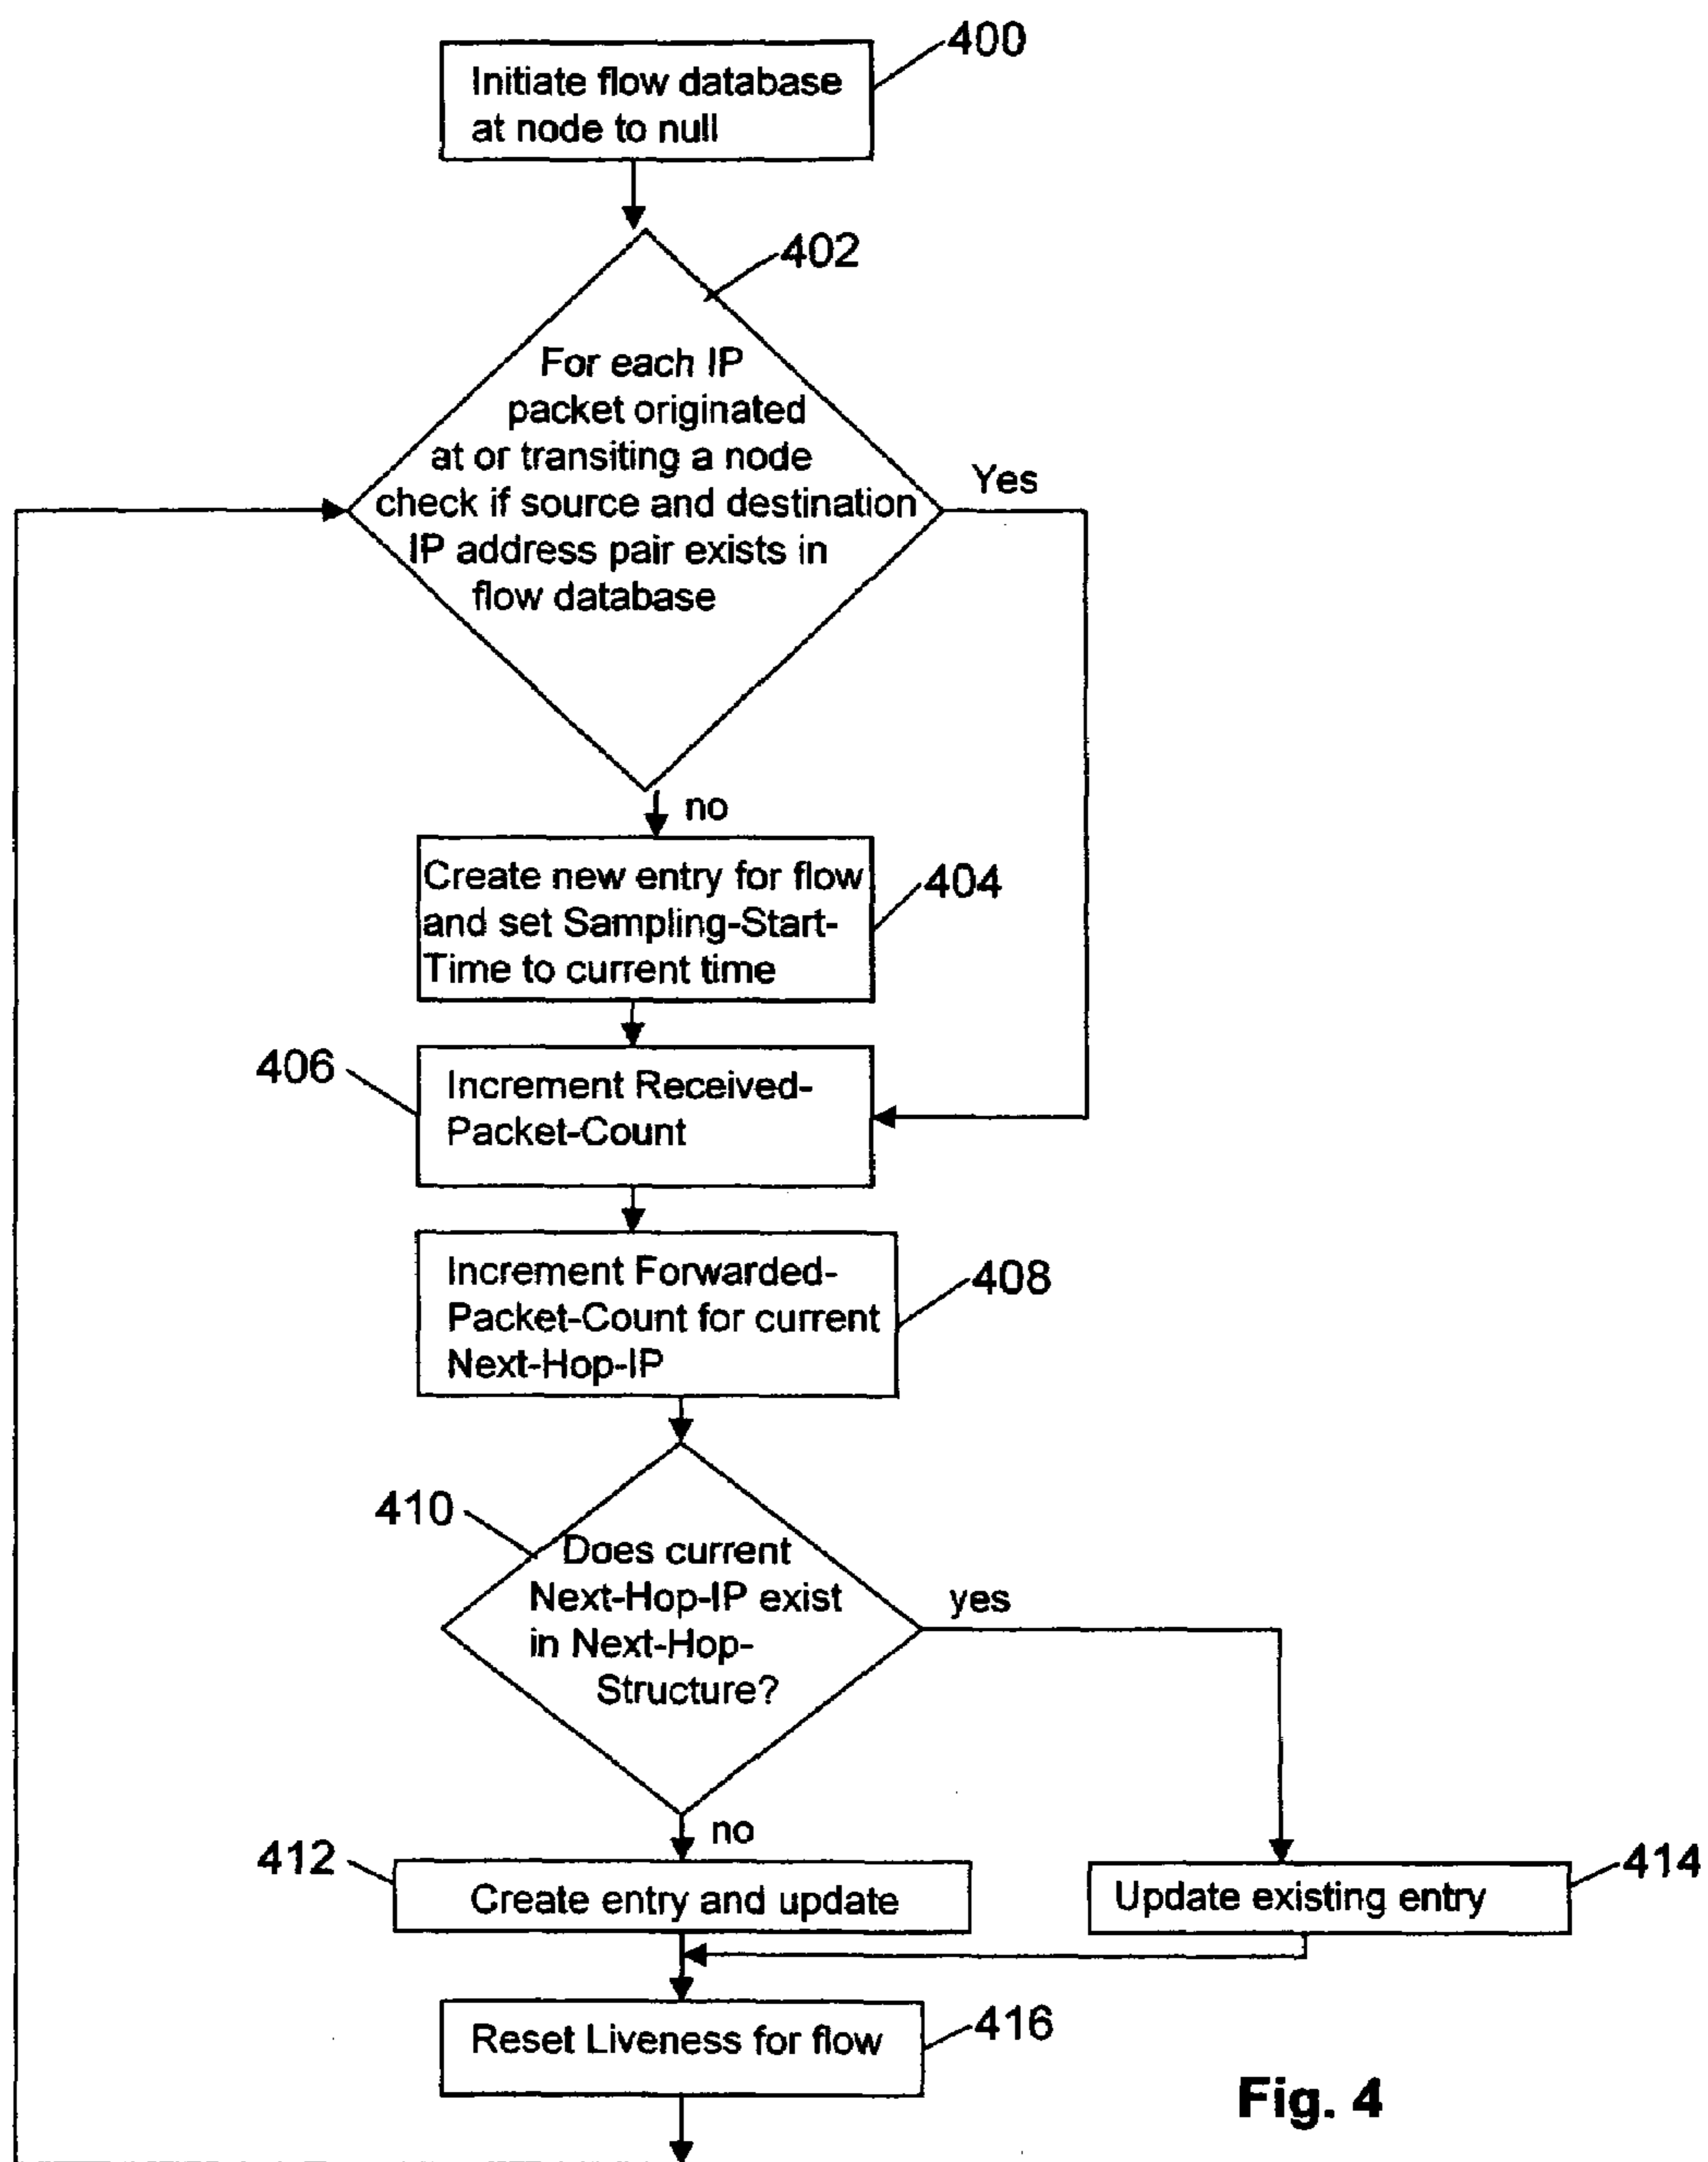 400
Initiate flow database
at node to null
402
For each IP
packet originated
at or transiting a node
check if source and destination
IP address pair exists in
flow database
Yes
no
Create new entry for flow
and set Sampling-Start-
Time to current time
404
406
Increment Received-
Packet-Count
Increment Forwarded-
Packet-Count for current
Next-Hop-IP
408
410
Does current
Next-Hop-IP exist
in Next-Hop-
Structure?
yes
no
412
Create entry and update
Update existing entry
414
Reset Liveness for flow
416
Fig. 4